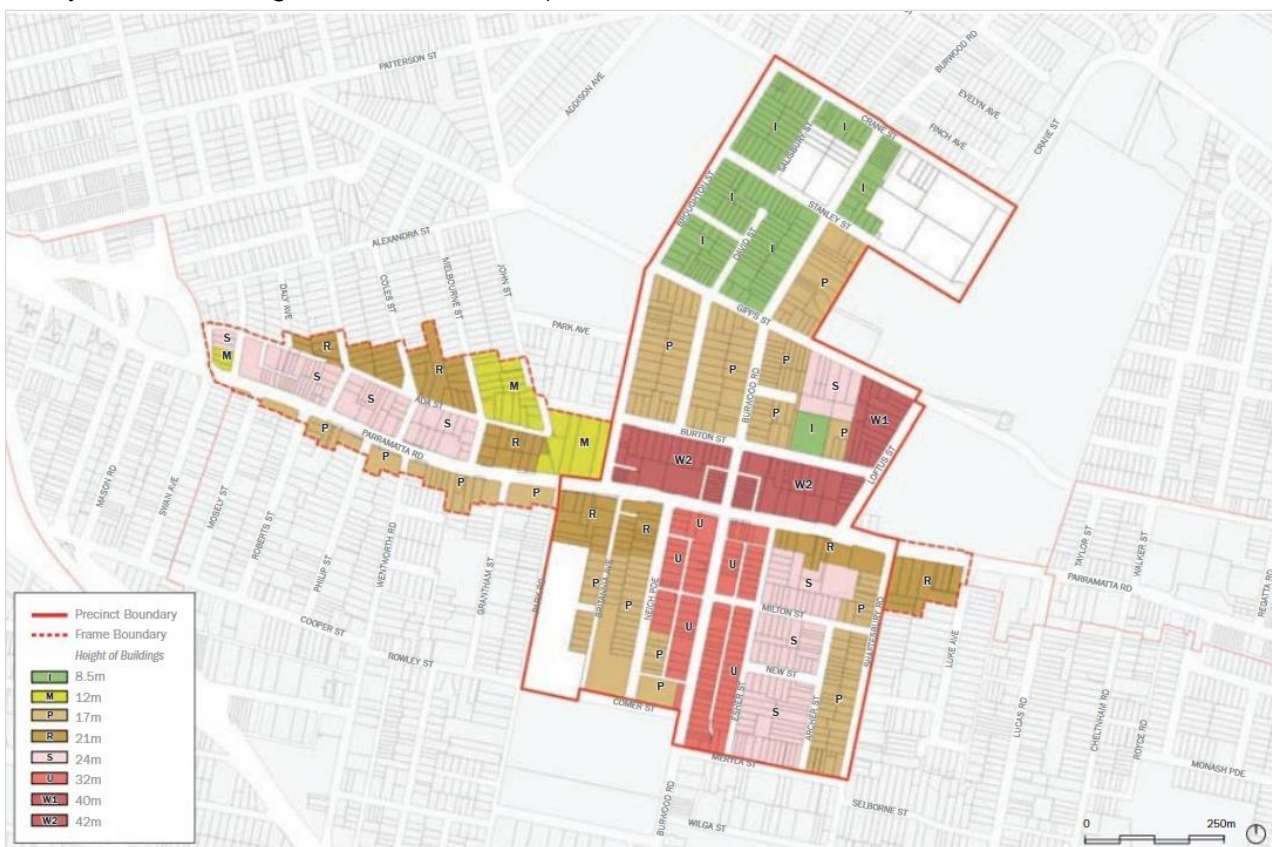 PATTERSON ST
ADDISON AVE
BURWOOD RD
EVELYN AVE
FINCH AVE
CRANE ST
CRANE ST
I
I
SALISBURY ST
I
STANLEY ST
BROUGHTON ST
I
DAVID ST
I
I
P
ALEXANDRA ST
DALY AVE
COLES ST
MELBOURNE ST
JOHN ST
PARK AVE
GIPPS ST
S
M
R
S
R
M
P
P
BURWOOD RD
P
S
W1
S
ADA ST
S
PARRAMATTA RD
R
M
BURTON ST
P
I
P
LOFTUS ST
W2
W2
P
P
P
P
MASON RD
SWAN AVE
MOSELY ST
ROBERTS ST
PHILIP ST
WENTWORTH RD
GRANTHAM ST
PARK RD
R
R
U
U
U
R
S
R
TAYLOR ST
WALKER ST
PARRAMATTA RD
REGATTA RD
BRITANNIA AVE
NEICH PDE
P
P
MILTON ST
P
SHAFTESBURY RD
LUKE AVE
COOPER ST
ROWLEY ST
U
P
P
U
S
NEW ST
ESHER ST
S
ARCHER ST
P
COMER ST
MERYLA ST
LUCAS RD
CHELTNHAM RD
ROYCE RD
MONASH PDE
SELBORNE ST
BURWOOD RD
WILGA ST
Precinct Boundary
Frame Boundary
Height of Buildings
I 8.5m
M 12m
P 17m
R 21m
S 24m
U 32m
W1 40m
W2 42m
0 250m